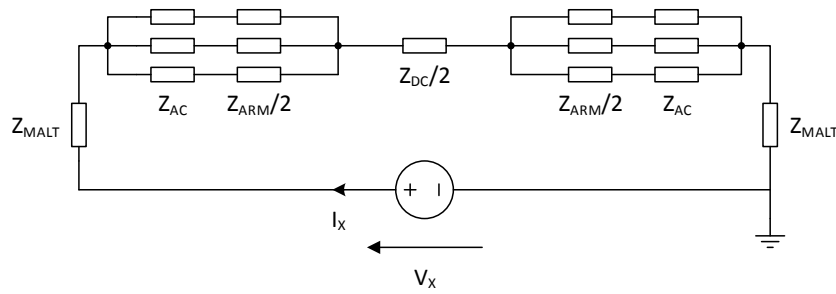 Z_DC/2
Z_AC Z_ARM/2 Z_ARM/2 Z_AC
Z_MALT Z_MALT
+ −
I_X
V_X